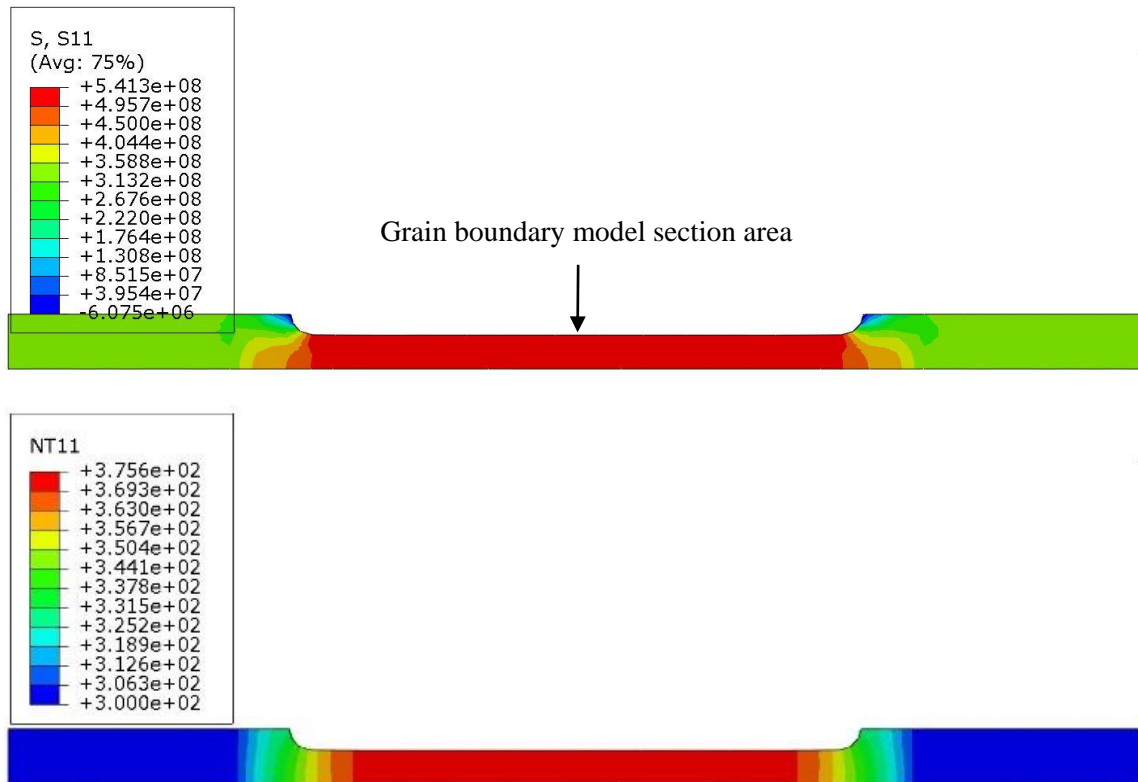 S, S11
(Avg: 75%)
+5.413e+08
+4.957e+08
+4.500e+08
+4.044e+08
+3.588e+08
+3.132e+08
+2.676e+08
+2.220e+08
+1.764e+08
+1.308e+08
+8.515e+07
+3.954e+07
-6.075e+06
Grain boundary model section area
NT11
+3.756e+02
+3.693e+02
+3.630e+02
+3.567e+02
+3.504e+02
+3.441e+02
+3.378e+02
+3.315e+02
+3.252e+02
+3.189e+02
+3.126e+02
+3.063e+02
+3.000e+02